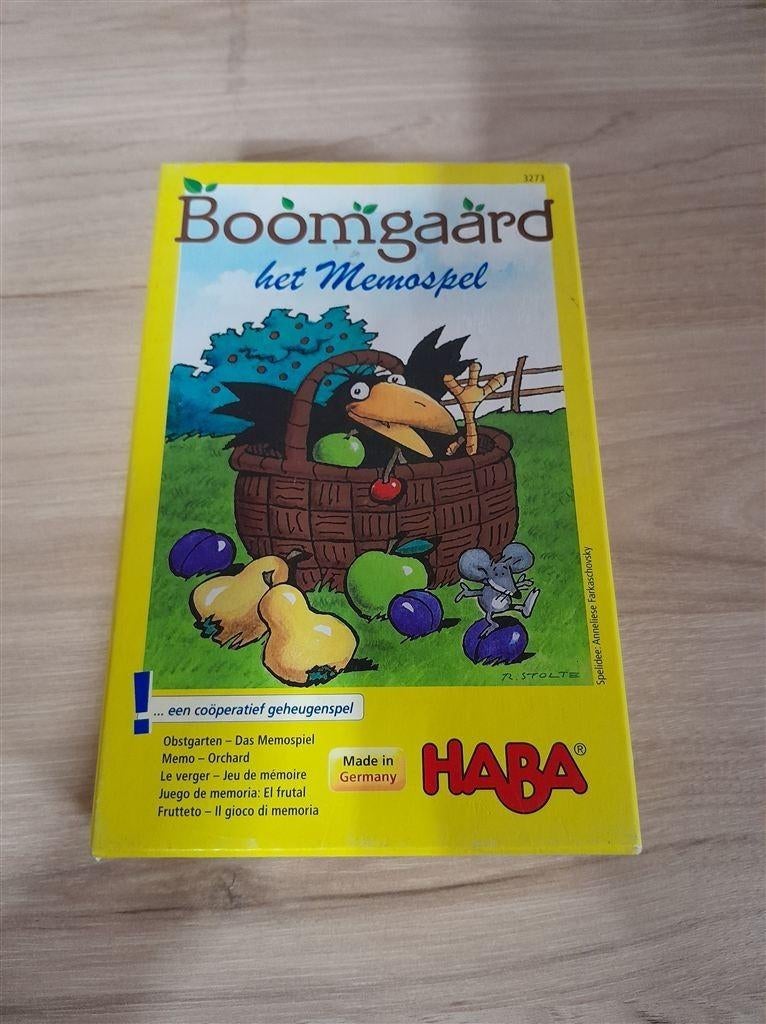 3273
Boomgaard
het Memospel
Spelidee: Anneliese Farkaschovsky
R. STOLTE
! ... een coöperatief geheugenspel
Obstgarten – Das Memospiel
Memo – Orchard
Le verger – Jeu de mémoire
Juego de memoria: El frutal
Frutteto – Il gioco di memoria
Made in
Germany
HABA®